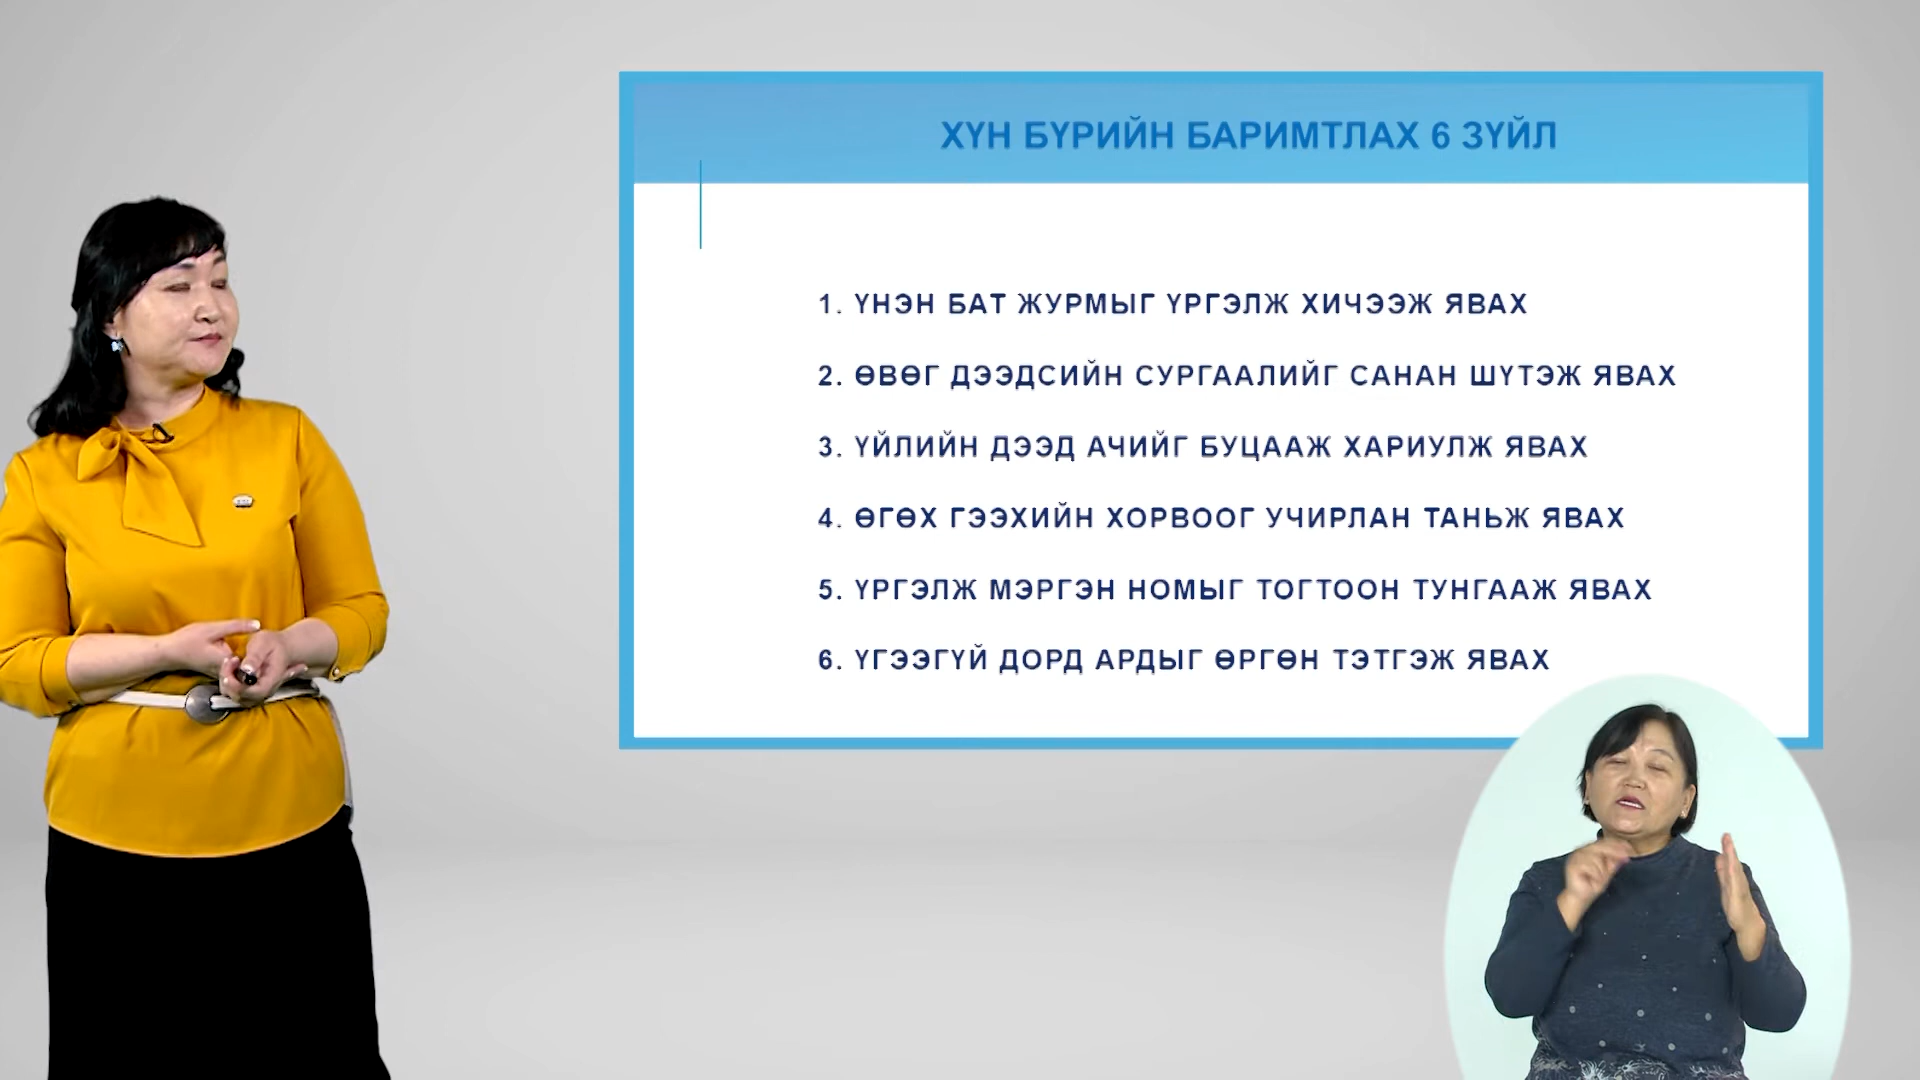 ХҮН БҮРИЙН БАРИМТЛАХ 6 ЗҮЙЛ
1. ҮНЭН БАТ ЖУРМЫГ ҮРГЭЛЖ ХИЧЭЭЖ ЯВАХ
2. ӨВӨГ ДЭЭДСИЙН СУРГААЛИЙГ САНАН ШҮТЭЖ ЯВАХ
3. ҮЙЛИЙН ДЭЭД АЧИЙГ БУЦААЖ ХАРИУЛЖ ЯВАХ
4. ӨГӨХ ГЭЭХИЙН ХОРВООГ УЧИРЛАН ТАНЬЖ ЯВАХ
5. ҮРГЭЛЖ МЭРГЭН НОМЫГ ТОГТООН ТУНГААЖ ЯВАХ
6. ҮГЭЭГҮЙ ДОРД АРДЫГ ӨРГӨН ТЭТГЭЖ ЯВАХ